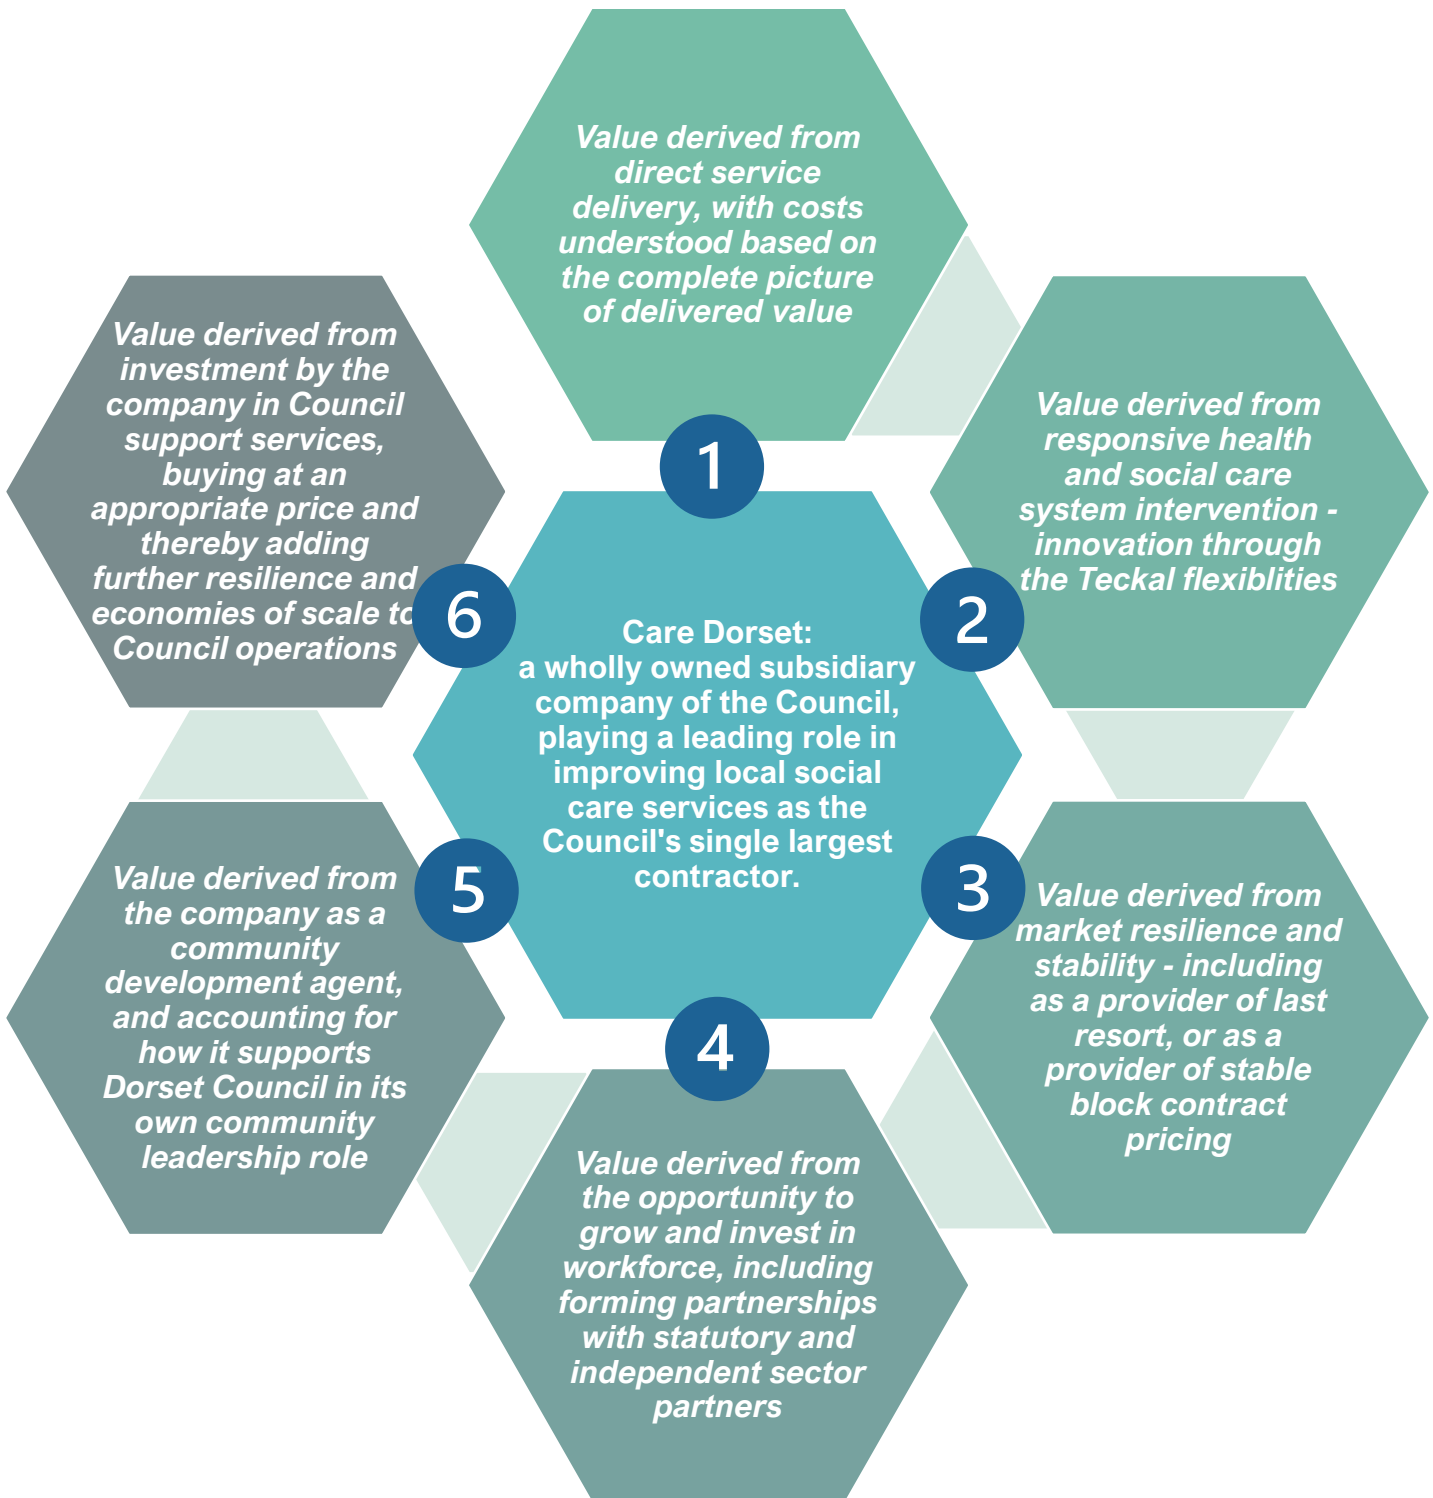 Value derived from
direct service
delivery, with costs
understood based on
the complete picture
of delivered value
1
Value derived from
responsive health
and social care
system intervention -
innovation through
the Teckal flexiblities
2
Value derived from
market resilience and
stability - including
as a provider of last
resort, or as a
provider of stable
block contract
pricing
3
Value derived from
the opportunity to
grow and invest in
workforce, including
forming partnerships
with statutory and
independent sector
partners
4
Value derived from
the company as a
community
development agent,
and accounting for
how it supports
Dorset Council in its
own community
leadership role
5
Value derived from
investment by the
company in Council
support services,
buying at an
appropriate price and
thereby adding
further resilience and
economies of scale to
Council operations
6
Care Dorset:
a wholly owned subsidiary
company of the Council,
playing a leading role in
improving local social
care services as the
Council's single largest
contractor.